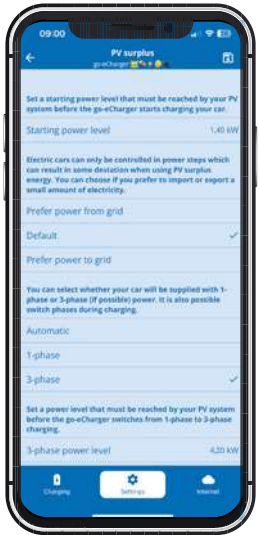 09:00
PV surplus
go-eCharger
Set a starting power level that must be reached by your PV
system before the go-eCharger starts charging your car.
Starting power level 1,40 kW
Electric cars can only be controlled in power steps which
can result in some deviation when using PV surplus
energy. You can choose if you prefer to import or export a
small amount of electricity.
Prefer power from grid
Default
Prefer power to grid
You can select whether your car will be supplied with 1-
phase or 3-phase (if possible) power. It is also possible
switch phases during charging.
Automatic
1-phase
3-phase
Set a power level that must be reached by your PV system
before the go-eCharger switches from 1-phase to 3-phase
charging.
3-phase power level 4,20 kW
Charging Settings Internet